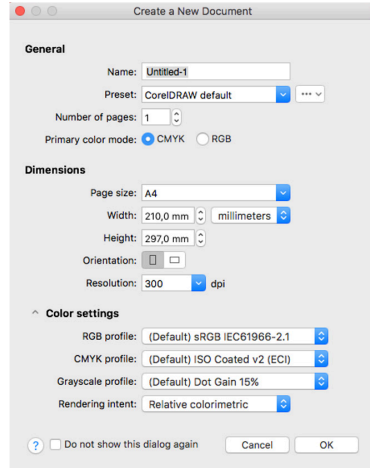 Create a New Document
General
Name: Untitled-1
Preset: CorelDRAW default
Number of pages: 1
Primary color mode: CMYK RGB
Dimensions
Page size: A4
Width: 210,0 mm millimeters
Height: 297,0 mm
Orientation:
Resolution: 300 dpi
Color settings
RGB profile: (Default) sRGB IEC61966-2.1
CMYK profile: (Default) ISO Coated v2 (ECI)
Grayscale profile: (Default) Dot Gain 15%
Rendering intent: Relative colorimetric
? Do not show this dialog again Cancel OK